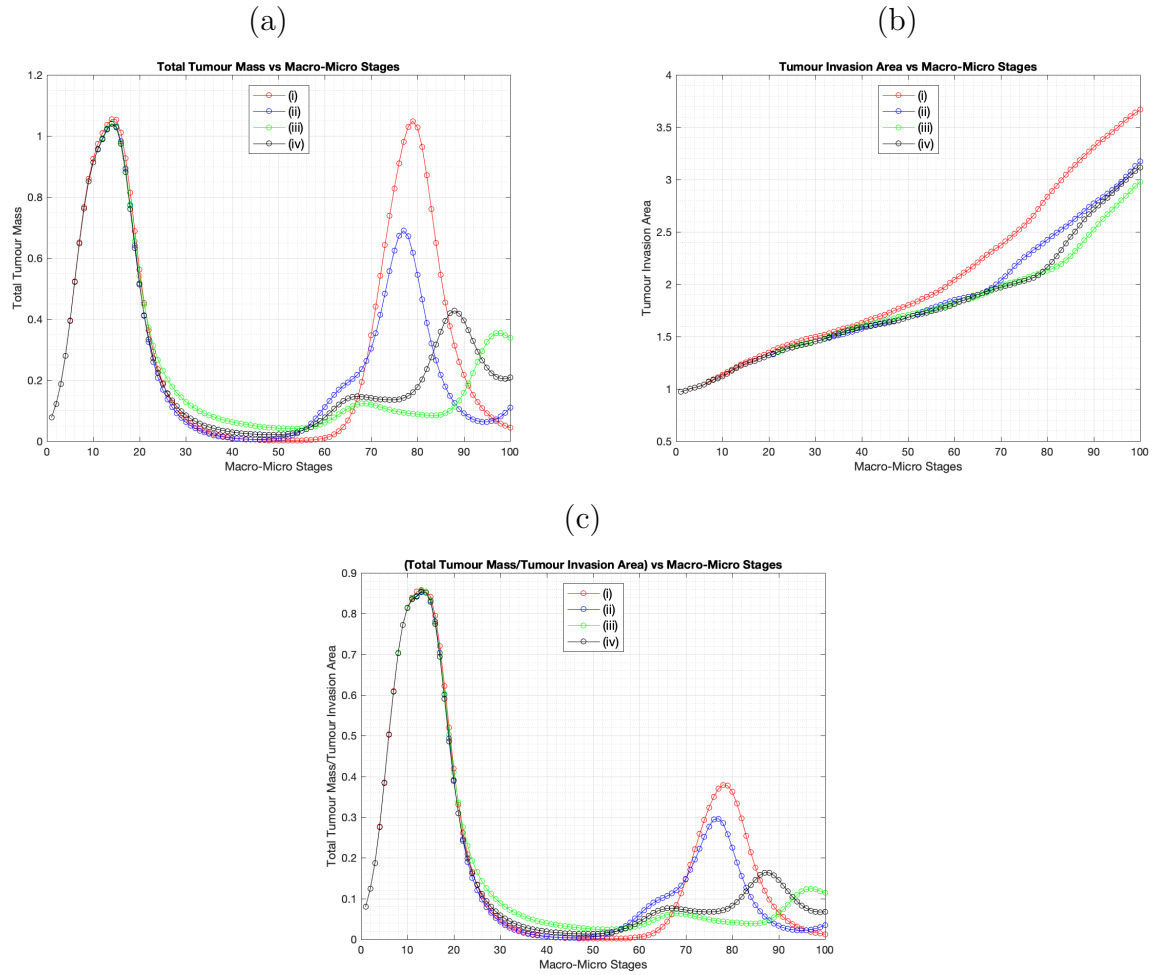 (a)
Total Tumour Mass vs Macro-Micro Stages
1.2
1
0.8
0.6
0.4
0.2
0
Total Tumour Mass
(i)
(ii)
(iii)
(iv)
0 10 20 30 40 50 60 70 80 90 100
Macro-Micro Stages
(b)
Tumour Invasion Area vs Macro-Micro Stages
4
3.5
3
2.5
2
1.5
1
0.5
Tumour Invasion Area
(i)
(ii)
(iii)
(iv)
0 10 20 30 40 50 60 70 80 90 100
Macro-Micro Stages
(c)
(Total Tumour Mass/Tumour Invasion Area) vs Macro-Micro Stages
0.9
0.8
0.7
0.6
0.5
0.4
0.3
0.2
0.1
0
Total Tumour Mass/Tumour Invasion Area
(i)
(ii)
(iii)
(iv)
0 10 20 30 40 50 60 70 80 90 100
Macro-Micro Stages